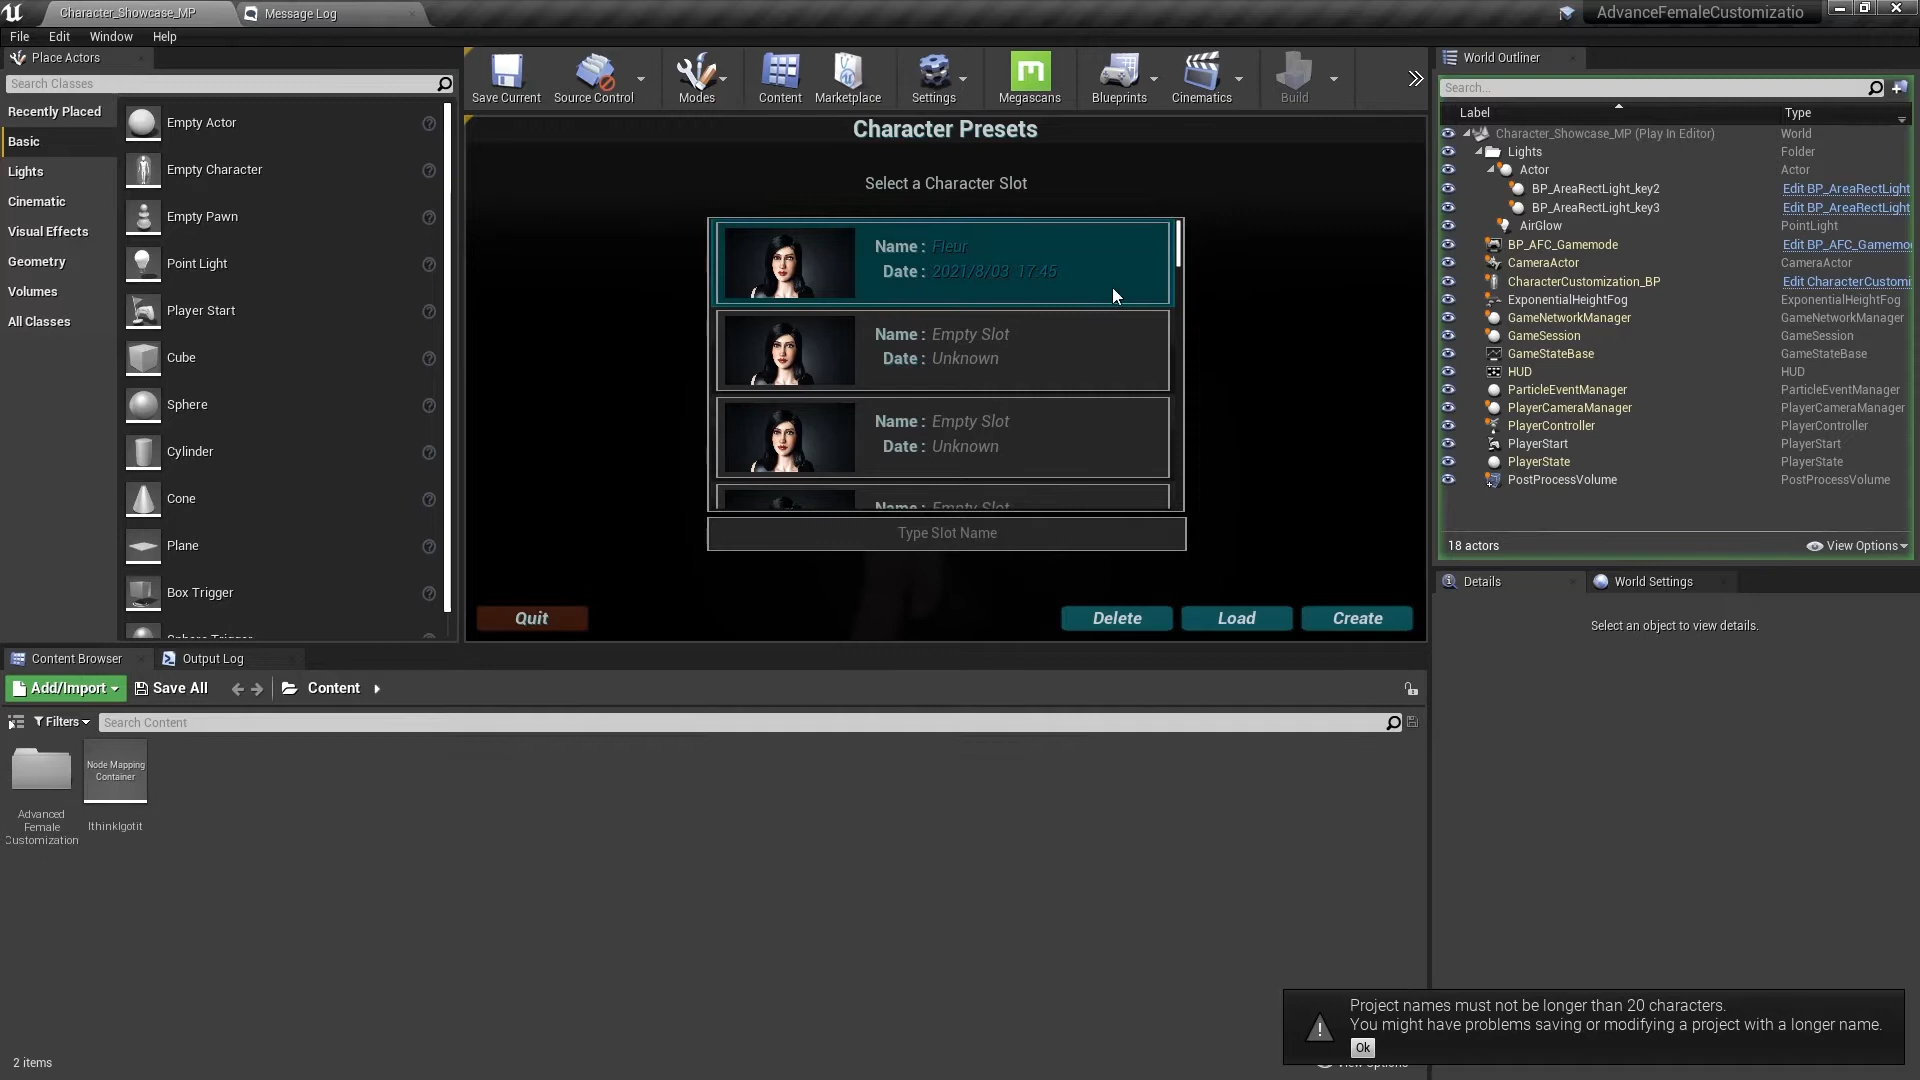 Character_Showcase_MP
Message Log
AdvanceFemaleCustomizatio
File Edit Window Help
Place Actors
Search Classes
Recently Placed
Basic
Lights
Cinematic
Visual Effects
Geometry
Volumes
All Classes
Empty Actor
Empty Character
Empty Pawn
Point Light
Player Start
Cube
Sphere
Cylinder
Cone
Plane
Box Trigger
Sphere Trigger
Save Current
Source Control
Modes
Content
Marketplace
Settings
Megascans
Blueprints
Cinematics
Build
Character Presets
Select a Character Slot
Name : Fleur
Date : 2021/8/03 17:45
Name : Empty Slot
Date : Unknown
Name : Empty Slot
Date : Unknown
Name : Empty Slot
Type Slot Name
Quit
Delete
Load
Create
World Outliner
Search...
Label Type
Character_Showcase_MP (Play In Editor) World
Lights Folder
Actor Actor
BP_AreaRectLight_key2 Edit BP_AreaRectLight
BP_AreaRectLight_key3 Edit BP_AreaRectLight
AirGlow PointLight
BP_AFC_Gamemode Edit BP_AFC_Gamemo
CameraActor CameraActor
CharacterCustomization_BP Edit CharacterCustomi
ExponentialHeightFog ExponentialHeightFog
GameNetworkManager GameNetworkManager
GameSession GameSession
GameStateBase GameStateBase
HUD HUD
ParticleEventManager ParticleEventManager
PlayerCameraManager PlayerCameraManager
PlayerController PlayerController
PlayerStart PlayerStart
PlayerState PlayerState
PostProcessVolume PostProcessVolume
18 actors
View Options
Details
World Settings
Select an object to view details.
Content Browser
Output Log
Add/Import
Save All
Content
Filters
Search Content
Advanced
Female
Customization
Node Mapping
Container
Ithinklgotit
2 items
Project names must not be longer than 20 characters.
You might have problems saving or modifying a project with a longer name.
Ok
View Options